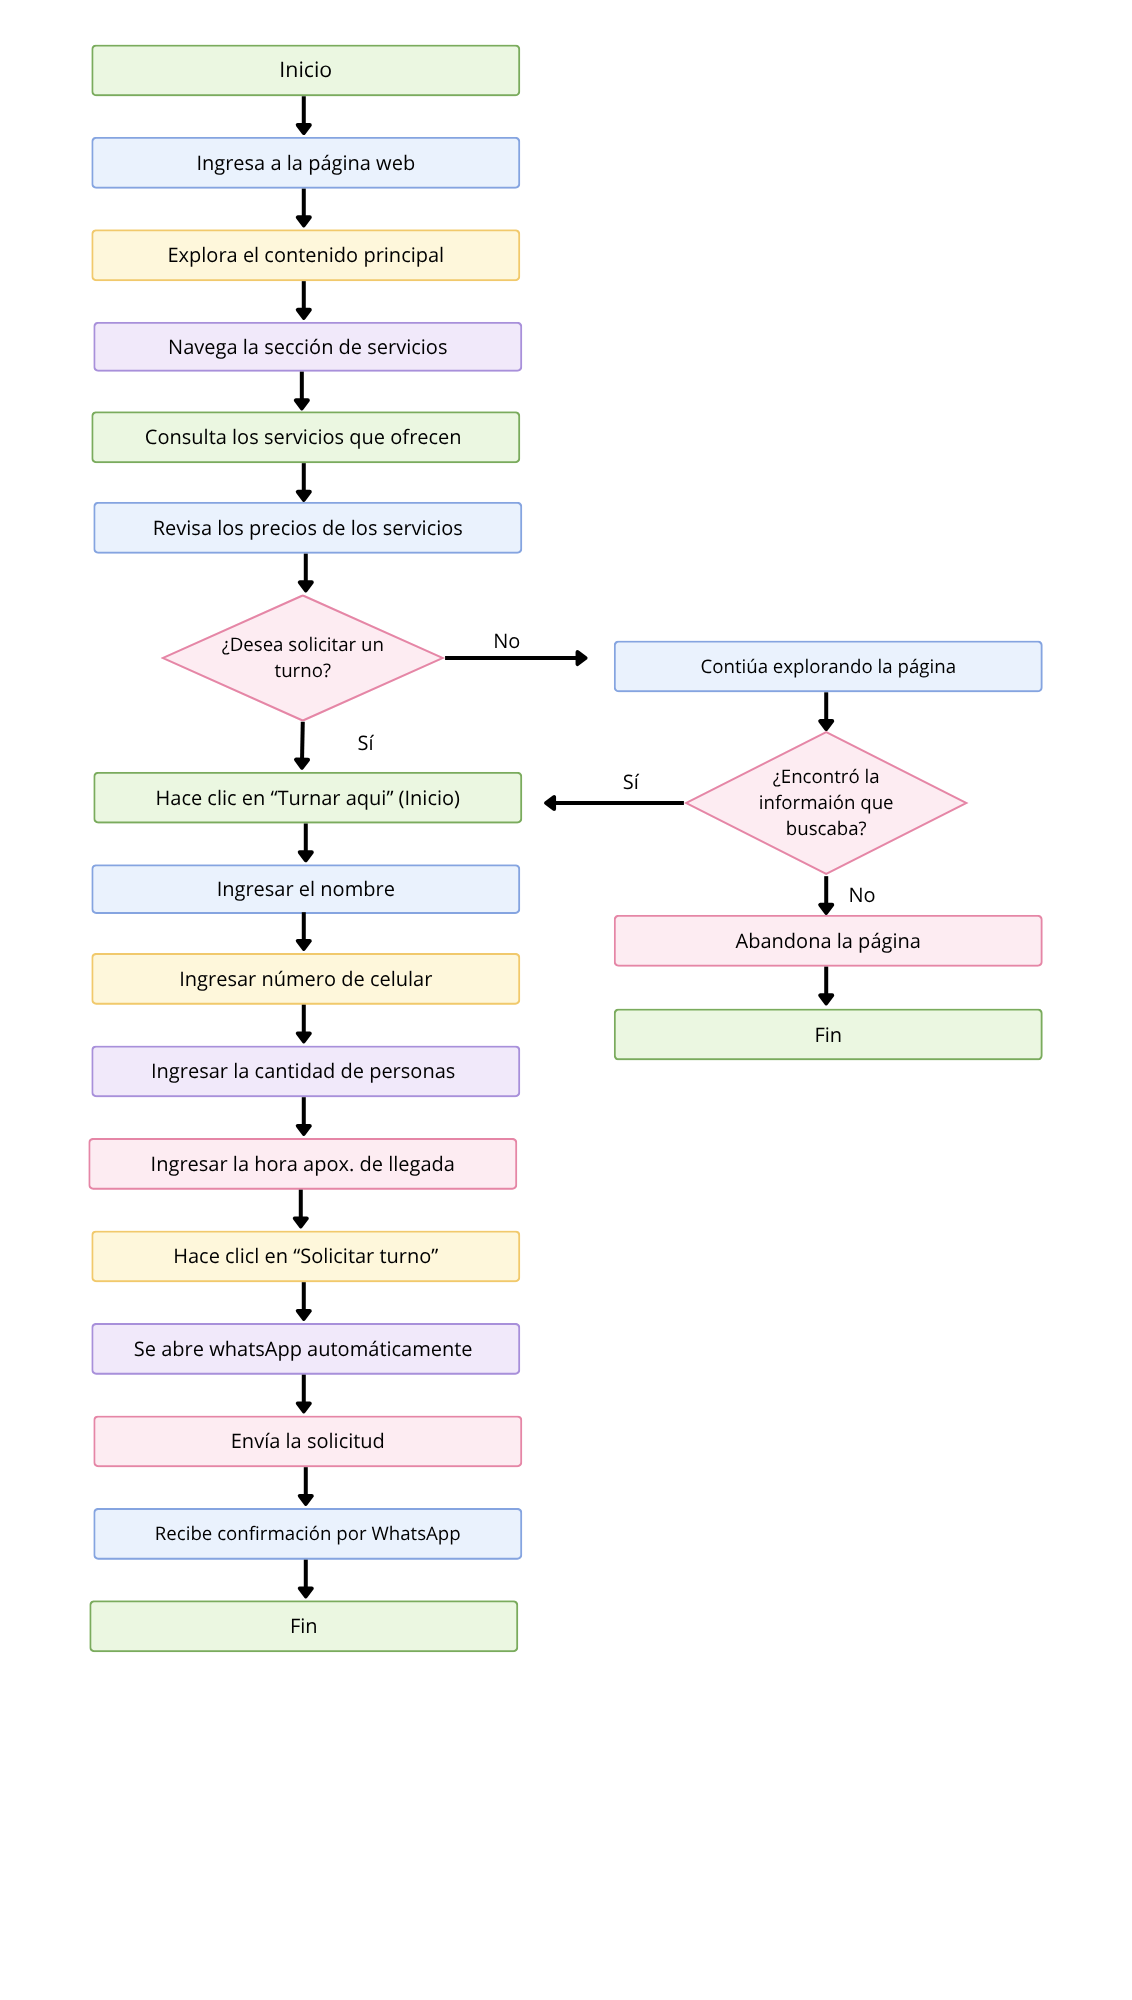 Inicio
Ingresa a la página web
Explora el contenido principal
Navega la sección de servicios
Consulta los servicios que ofrecen
Revisa los precios de los servicios
¿Desea solicitar un
turno?
No
Contiúa explorando la página
Sí
Hace clic en “Turnar aqui” (Inicio)
Sí
¿Encontró la
informaión que
buscaba?
Ingresar el nombre
No
Abandona la página
Ingresar número de celular
Fin
Ingresar la cantidad de personas
Ingresar la hora apox. de llegada
Hace clicl en “Solicitar turno”
Se abre whatsApp automáticamente
Envía la solicitud
Recibe confirmación por WhatsApp
Fin